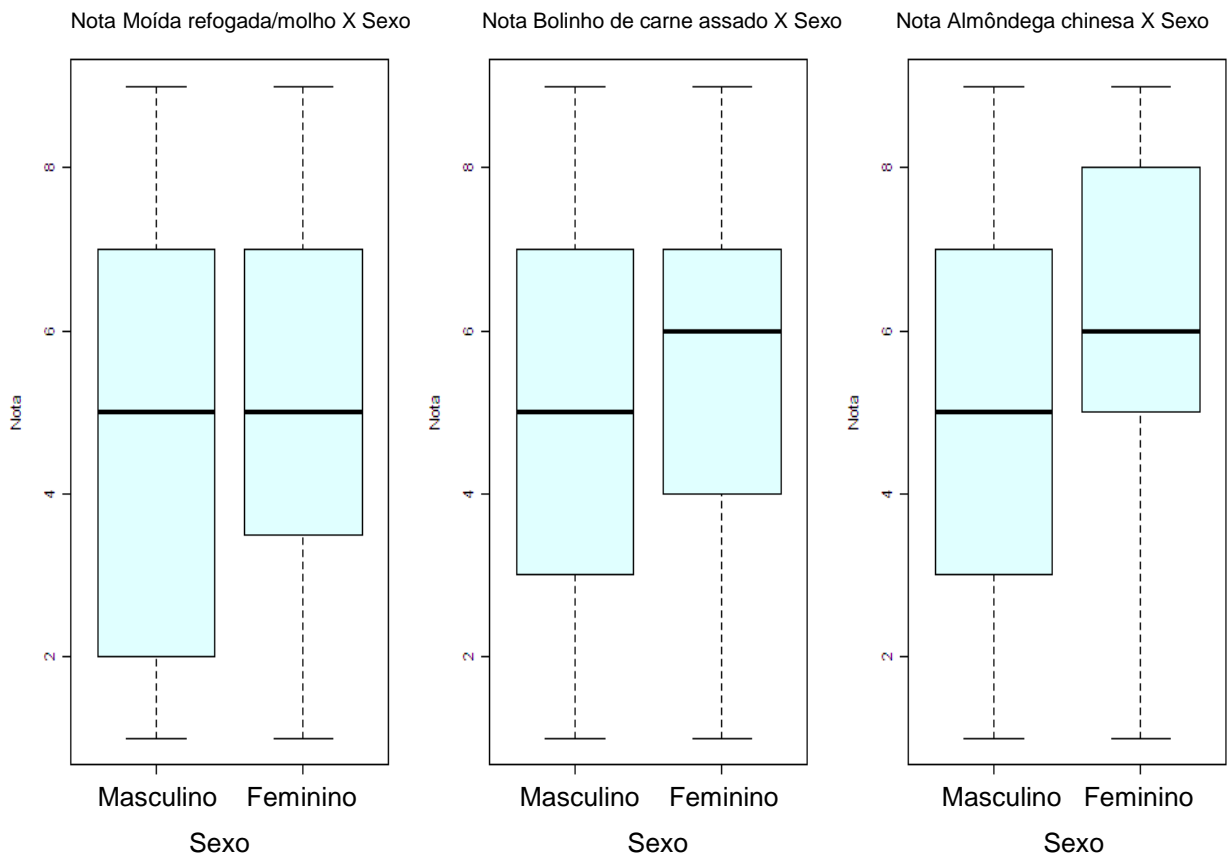 Nota Moída refogada/molho X Sexo
Nota
8
6
4
2
Masculino Feminino
Sexo
Nota Bolinho de carne assado X Sexo
Nota
8
6
4
2
Masculino Feminino
Sexo
Nota Almôndega chinesa X Sexo
Nota
8
6
4
2
Masculino Feminino
Sexo